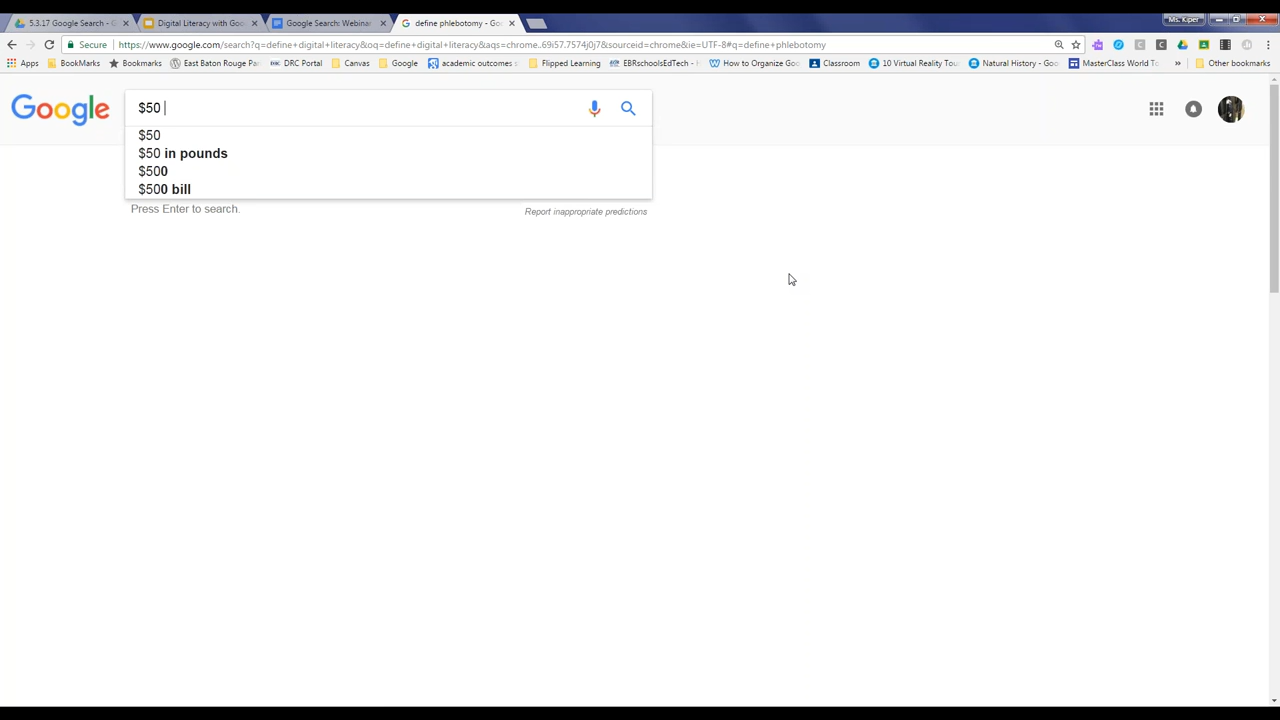 5.3.17 Google Search - G
Digital Literacy with Goo
Google Search: Webinar
define phlebotomy - Goo
Ms. Kiper
Secure
https://www.google.com/search?q=define+digital+literacy&oq=define+digital+literacy&aqs=chrome..69i57.7574j0j7&sourceid=chrome&ie=UTF-8#q=define+phlebotomy
Apps
BookMarks
Bookmarks
East Baton Rouge Par
DRC Portal
Canvas
Google
academic outcomes s
Flipped Learning
EBRschoolsEdTech - H
How to Organize Goo
Classroom
10 Virtual Reality Tou
Natural History - Goo
MasterClass World To
»
Other bookmarks
Google
$50
$50
$50 in pounds
$500
$500 bill
Press Enter to search.
Report inappropriate predictions